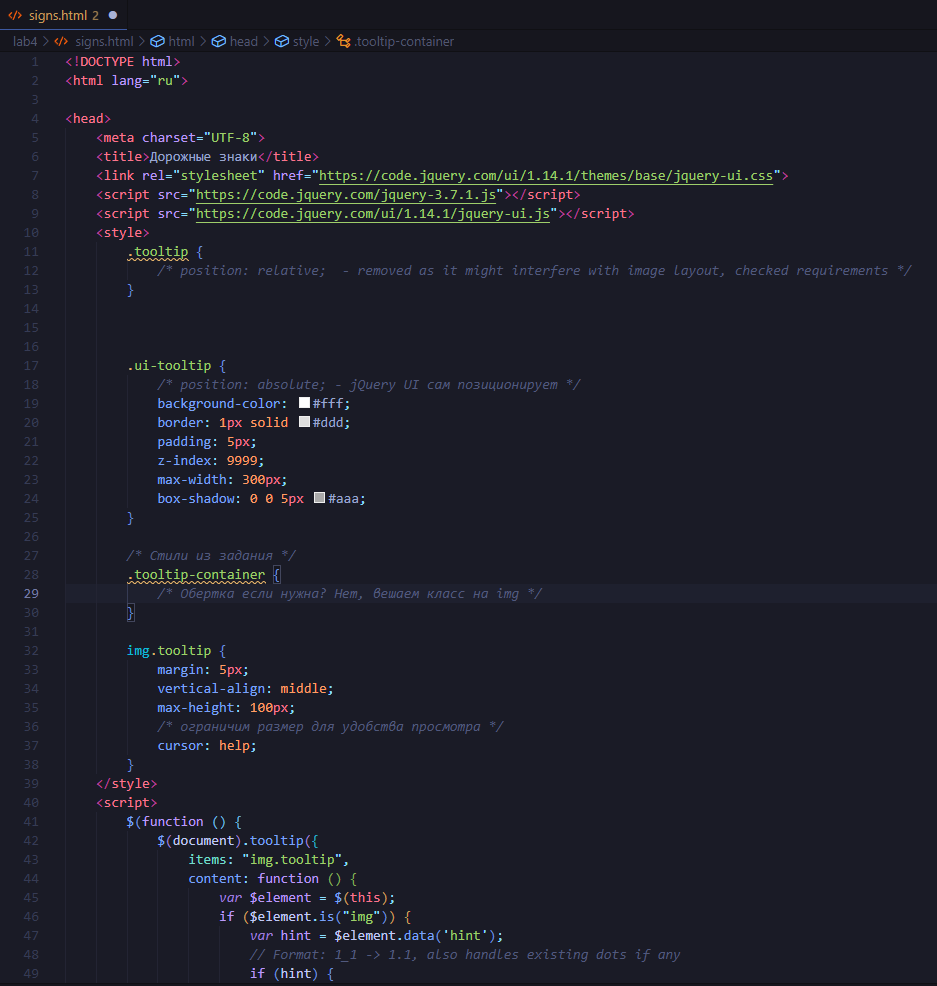 signs.html 2
lab4 > signs.html > html > head > style > .tooltip-container
1 <!DOCTYPE html>
2 <html lang="ru">
3
4 <head>
5     <meta charset="UTF-8">
6     <title>Дорожные знаки</title>
7     <link rel="stylesheet" href="https://code.jquery.com/ui/1.14.1/themes/base/jquery-ui.css">
8     <script src="https://code.jquery.com/jquery-3.7.1.js"></script>
9     <script src="https://code.jquery.com/ui/1.14.1/jquery-ui.js"></script>
10     <style>
11         .tooltip {
12             /* position: relative;  - removed as it might interfere with image layout, checked requirements */
13         }
14
15
16
17         .ui-tooltip {
18             /* position: absolute; - jQuery UI сам позиционирует */
19             background-color: #fff;
20             border: 1px solid #ddd;
21             padding: 5px;
22             z-index: 9999;
23             max-width: 300px;
24             box-shadow: 0 0 5px #aaa;
25         }
26
27         /* Стили из задания */
28         .tooltip-container {
29             /* Обертка если нужна? Нет, вешаем класс на img */
30         }
31
32         img.tooltip {
33             margin: 5px;
34             vertical-align: middle;
35             max-height: 100px;
36             /* ограничим размер для удобства просмотра */
37             cursor: help;
38         }
39     </style>
40     <script>
41         $(function () {
42             $(document).tooltip({
43                 items: "img.tooltip",
44                 content: function () {
45                     var $element = $(this);
46                     if ($element.is("img")) {
47                         var hint = $element.data('hint');
48                         // Format: 1_1 -> 1.1, also handles existing dots if any
49                         if (hint) {